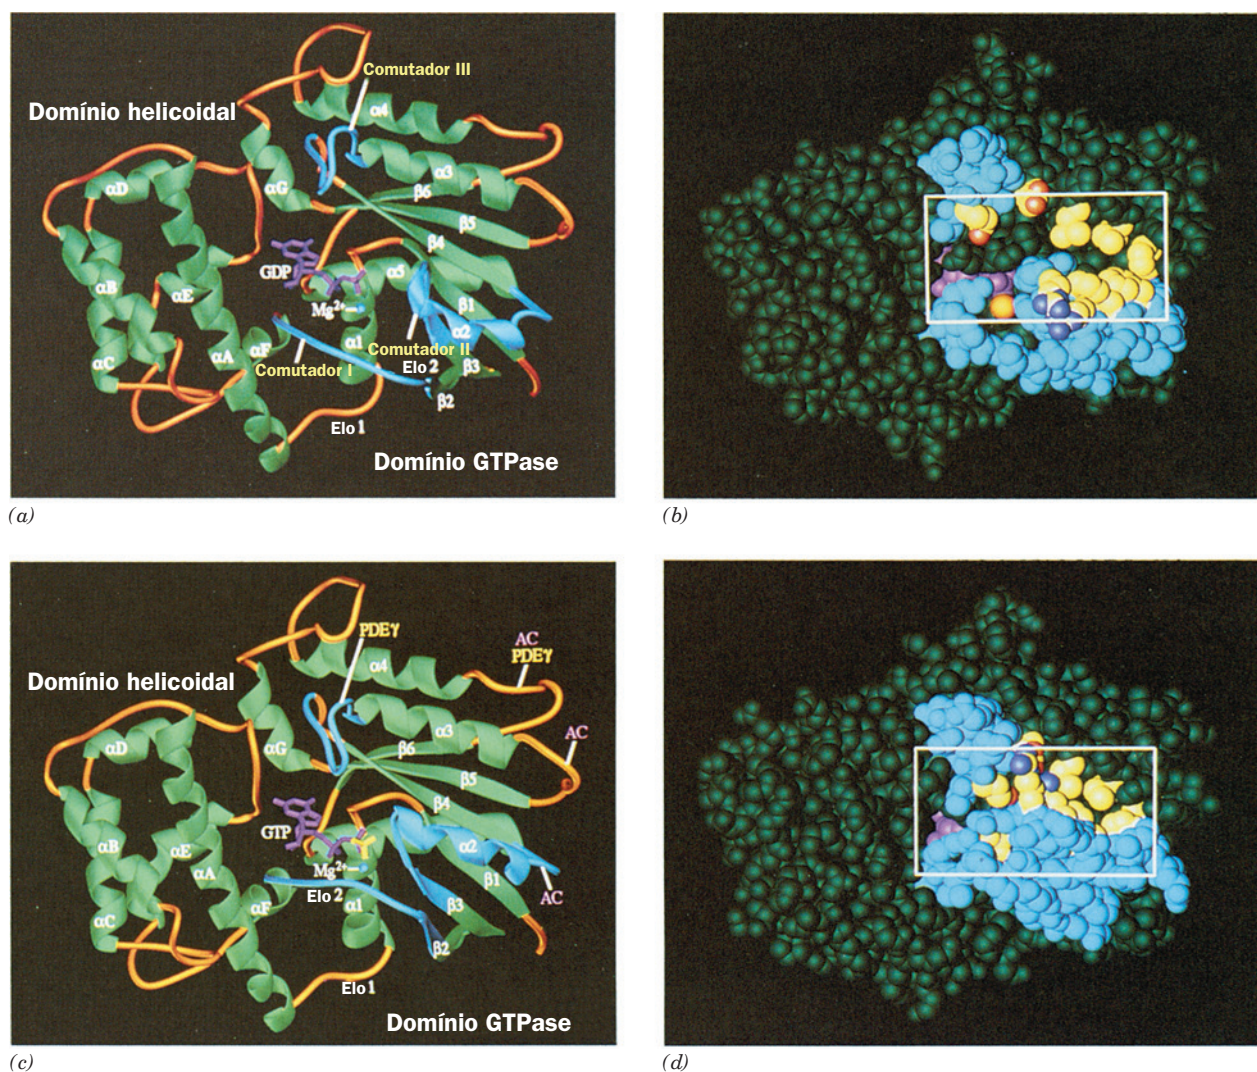 Comutador III
Domínio helicoidal
α4
αD
αG
α3
β6
β5
β4
GDP
α5
αB
αE
Mg²⁺
β1
α2
αC
αA
αF
α1
Comutador II
Comutador I
Elo 2
β3
β2
Elo 1
Domínio GTPase
(a)
(b)
PDEγ
AC
PDEγ
α4
Domínio helicoidal
AC
αD
αG
α3
β6
β5
β4
GTP
αB
αE
α2
Mg²⁺
αA
β1
Elo 2
AC
αC
αF
α1
β3
β2
Elo 1
Domínio GTPase
(c)
(d)